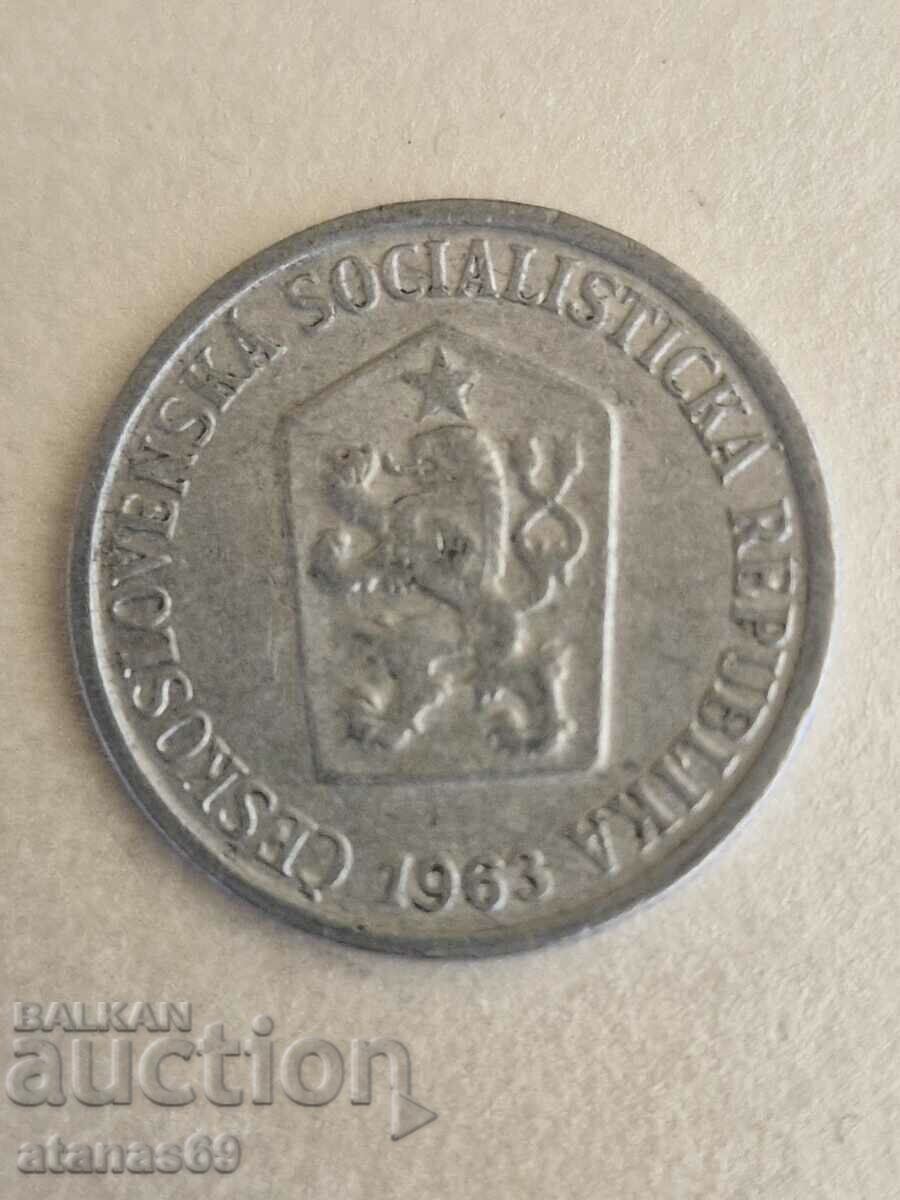 ČESKOSLOVENSKÁ SOCIALISTICKÁ REPUBLIKA
1963
BALKAN
auction
atanas69